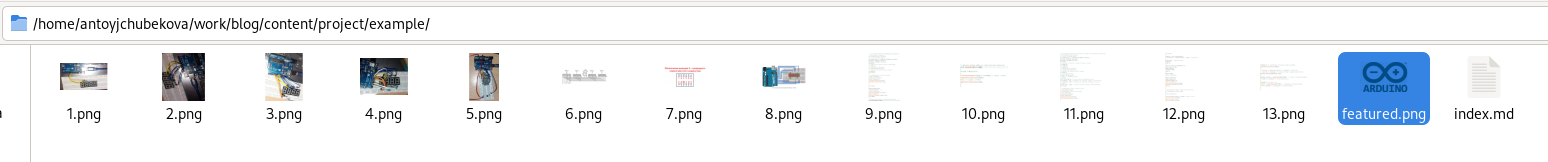 /home/antoyjchubekova/work/blog/content/project/example/
ARDUINO
1.png 2.png 3.png 4.png 5.png 6.png 7.png 8.png 9.png 10.png 11.png 12.png 13.png featured.png index.md